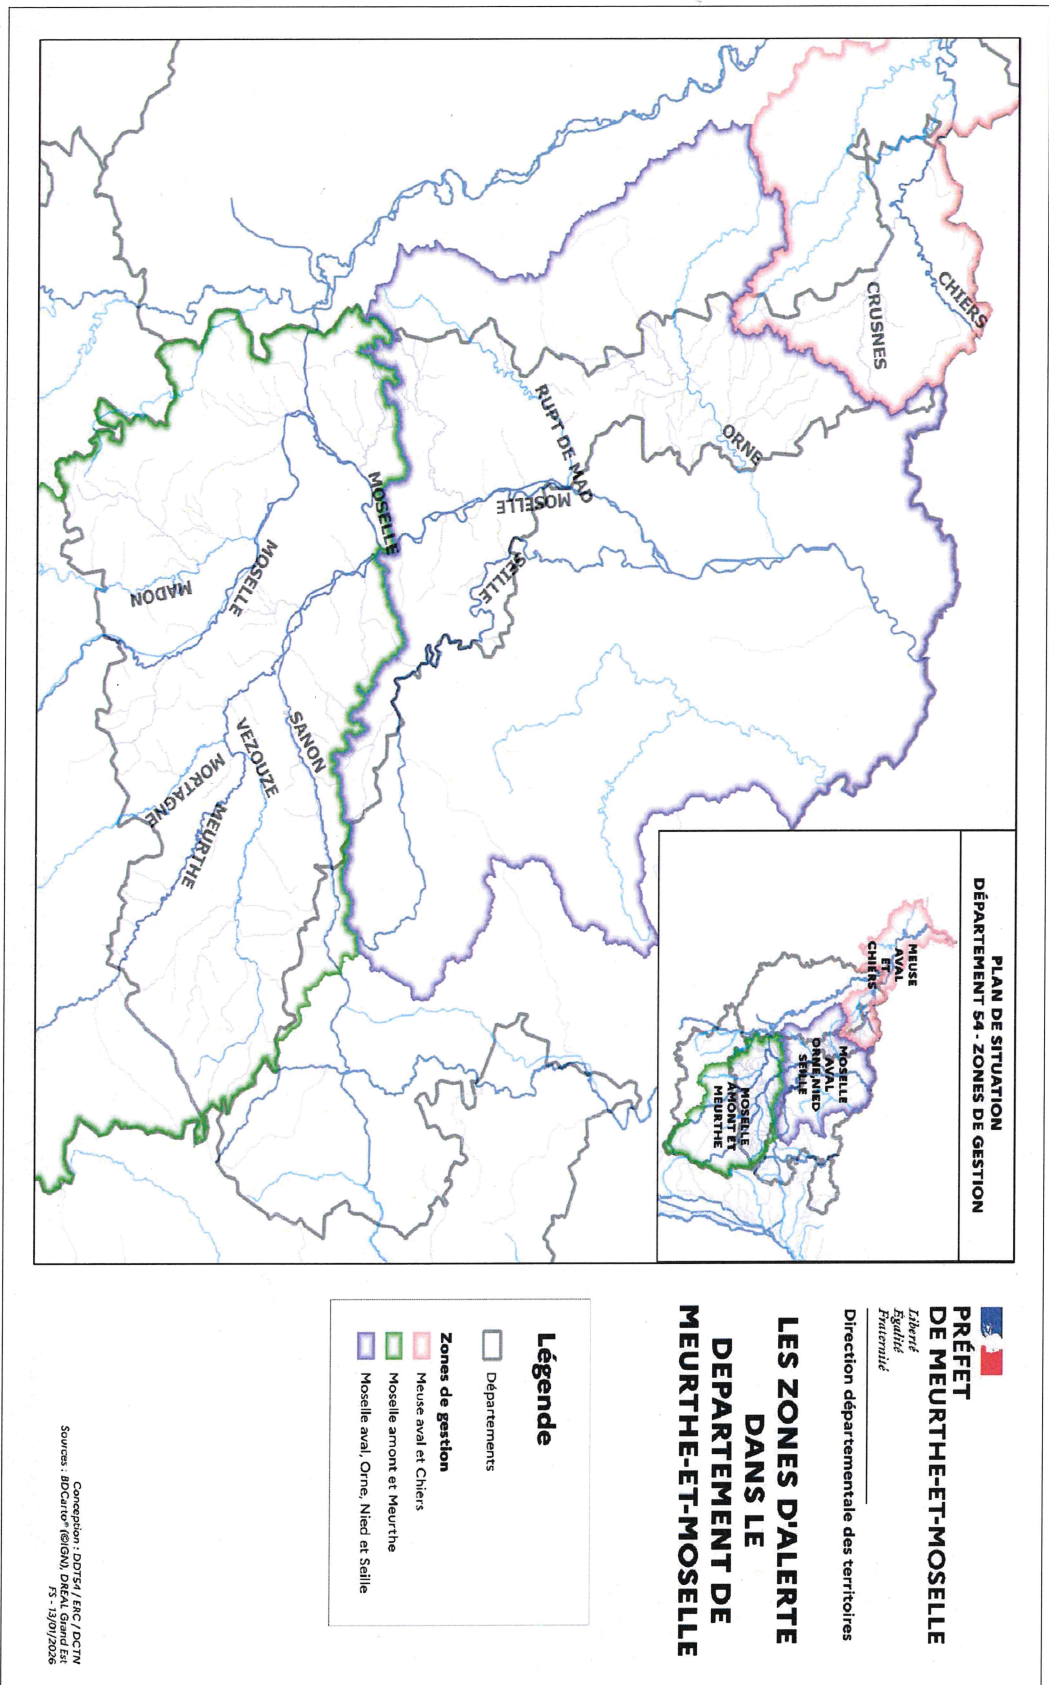 PRÉFET
DE MEURTHE-ET-MOSELLE
Liberté
Égalité
Fraternité
Direction départementale des territoires
LES ZONES D'ALERTE
DANS LE
DEPARTEMENT DE
MEURTHE-ET-MOSELLE
Légende
Départements
Zones de gestion
Meuse aval et Chiers
Moselle amont et Meurthe
Moselle aval, Orne, Nied et Seille
Conception : DDT54 / ERC / DCTN
Sources : BDCarto® (©IGN), DREAL Grand Est
FS - 13/01/2026
PLAN DE SITUATION
DÉPARTEMENT 54 - ZONES DE GESTION
MEUSE
AVAL
ET
CHIERS
MOSELLE
AVAL,
ORNE,NIED
SEILLE
MOSELLE
AMONT ET
MEURTHE
CHIERS
CRUSNES
ORNE
RUPT DE MAD
MOSELLE
SEILLE
MOSELLE
MOSELLE
MADON
SANON
VEZOUZE
MORTAGNE
MEURTHE